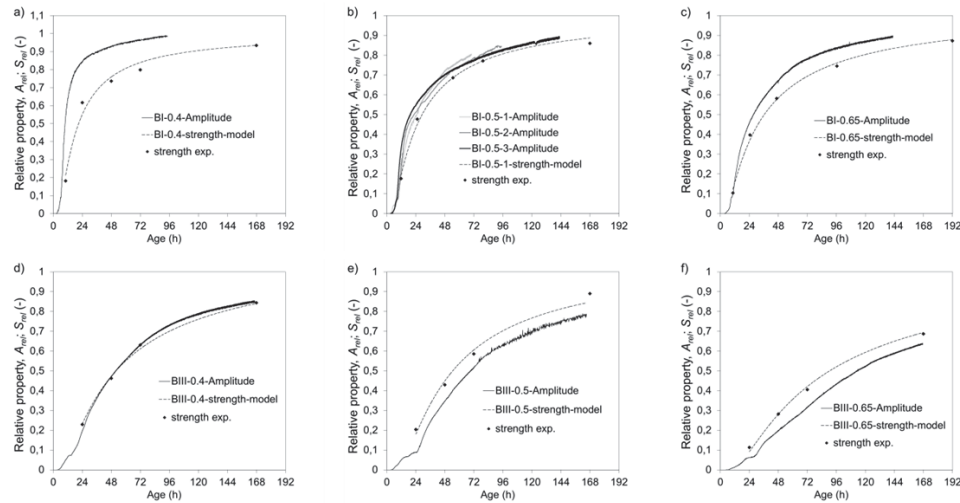 a)
Relative property, A_rel; S_rel (-)
1,1
1
0,9
0,8
0,7
0,6
0,5
0,4
0,3
0,2
0,1
0
BI-0.4-Amplitude
BI-0.4-strength-model
strength exp.
0 24 48 72 96 120 144 168 192
Age (h)
b)
Relative property, A_rel; S_rel (-)
1
0,9
0,8
0,7
0,6
0,5
0,4
0,3
0,2
0,1
0
BI-0.5-1-Amplitude
BI-0.5-2-Amplitude
BI-0.5-3-Amplitude
BI-0.5-1-strength-model
strength exp.
0 24 48 72 96 120 144 168 192
Age (h)
c)
Relative property, A_rel; S_rel (-)
1
0,9
0,8
0,7
0,6
0,5
0,4
0,3
0,2
0,1
0
BI-0.65-Amplitude
BI-0.65-strength-model
strength exp.
0 24 48 72 96 120 144 168 192
Age (h)
d)
Relative property, A_rel; S_rel (-)
1
0,9
0,8
0,7
0,6
0,5
0,4
0,3
0,2
0,1
0
BIII-0.4-Amplitude
BIII-0.4-strength-model
strength exp.
0 24 48 72 96 120 144 168 192
Age (h)
e)
Relative property, A_rel; S_rel (-)
1
0,9
0,8
0,7
0,6
0,5
0,4
0,3
0,2
0,1
0
BIII-0.5-Amplitude
BIII-0.5-strength-model
strength exp.
0 24 48 72 96 120 144 168 192
Age (h)
f)
Relative property, A_rel; S_rel (-)
1
0,9
0,8
0,7
0,6
0,5
0,4
0,3
0,2
0,1
0
BIII-0.65-Amplitude
BIII-0.65-strength-model
strength exp.
0 24 48 72 96 120 144 168 192
Age (h)